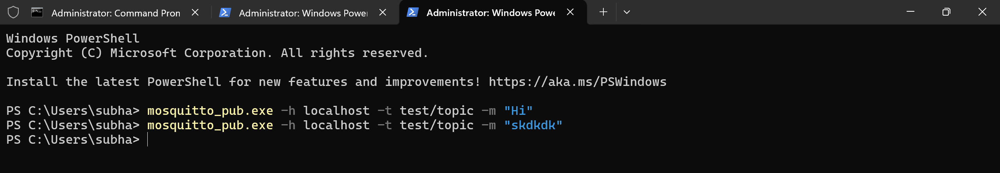 Administrator: Command Pron
Administrator: Windows Power
Administrator: Windows Powe
Windows PowerShell
Copyright (C) Microsoft Corporation. All rights reserved.
Install the latest PowerShell for new features and improvements! https://aka.ms/PSWindows
PS C:\Users\subha> mosquitto_pub.exe -h localhost -t test/topic -m "Hi"
PS C:\Users\subha> mosquitto_pub.exe -h localhost -t test/topic -m "skdkdk"
PS C:\Users\subha>